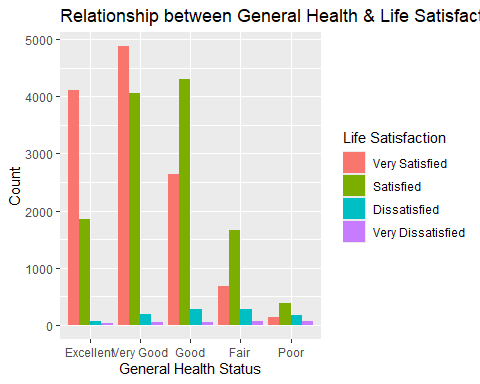 Relationship between General Health & Life Satisfact
5000
4000
3000
2000
1000
0
Count
Excellent Very Good Good Fair Poor
General Health Status
Life Satisfaction
Very Satisfied
Satisfied
Dissatisfied
Very Dissatisfied